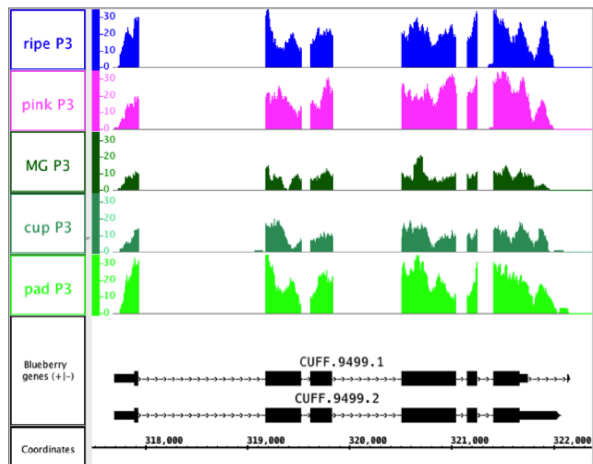 ripe P3
30
20
10
0
pink P3
30
20
10
0
MG P3
30
20
10
0
cup P3
30
20
10
0
pad P3
30
20
10
0
Blueberry
genes (+|-)
CUFF.9499.1
CUFF.9499.2
Coordinates
318,000 319,000 320,000 321,000 322,000